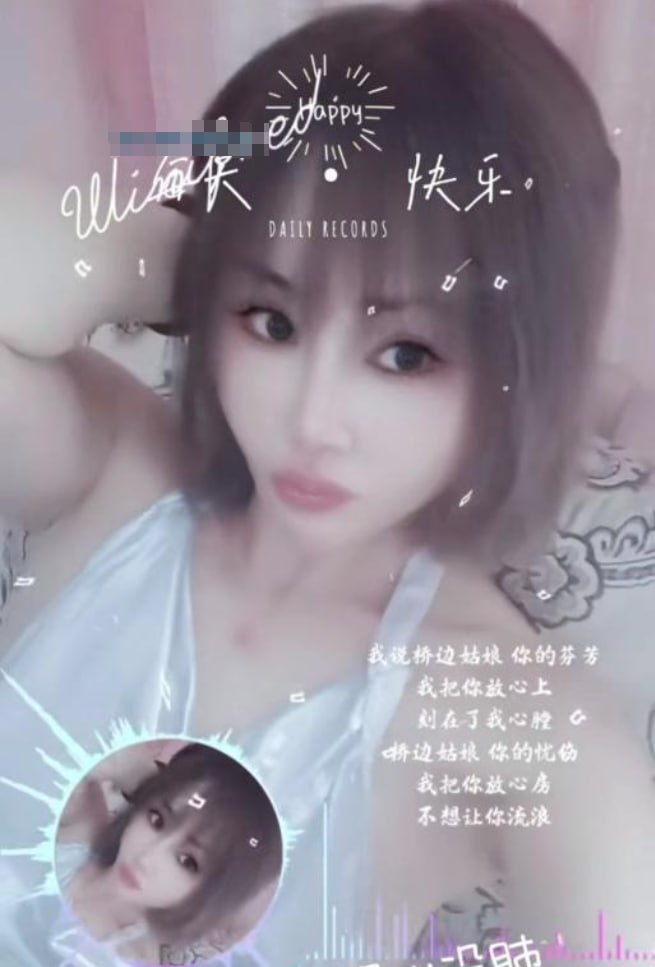 Happy
快乐。
DAILY RECORDS
我说桥边姑娘 你的芬芳
我把你放心上
刻在了我心膛
桥边姑娘 你的忧伤
我把你放心房
不想让你流浪